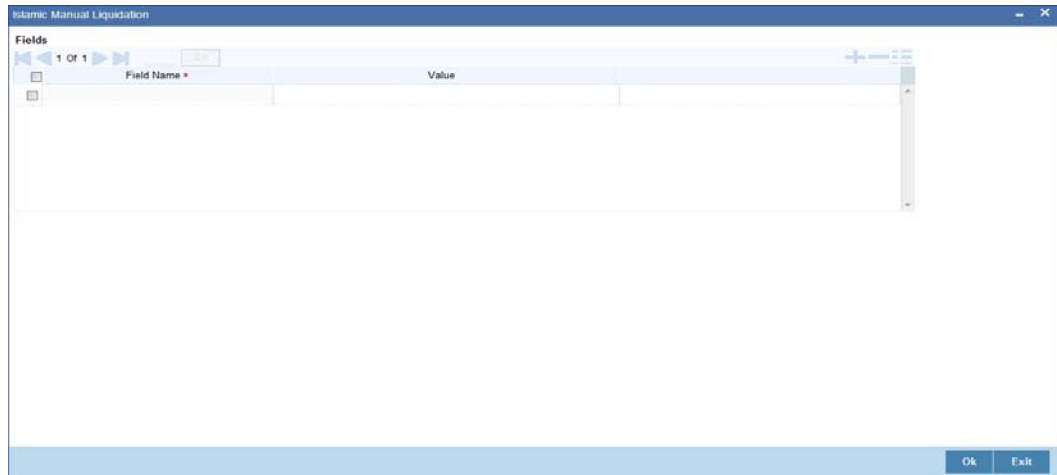 Islamic Manual Liquidation
Fields
1 Of 1
Field Name * Value
Ok Exit